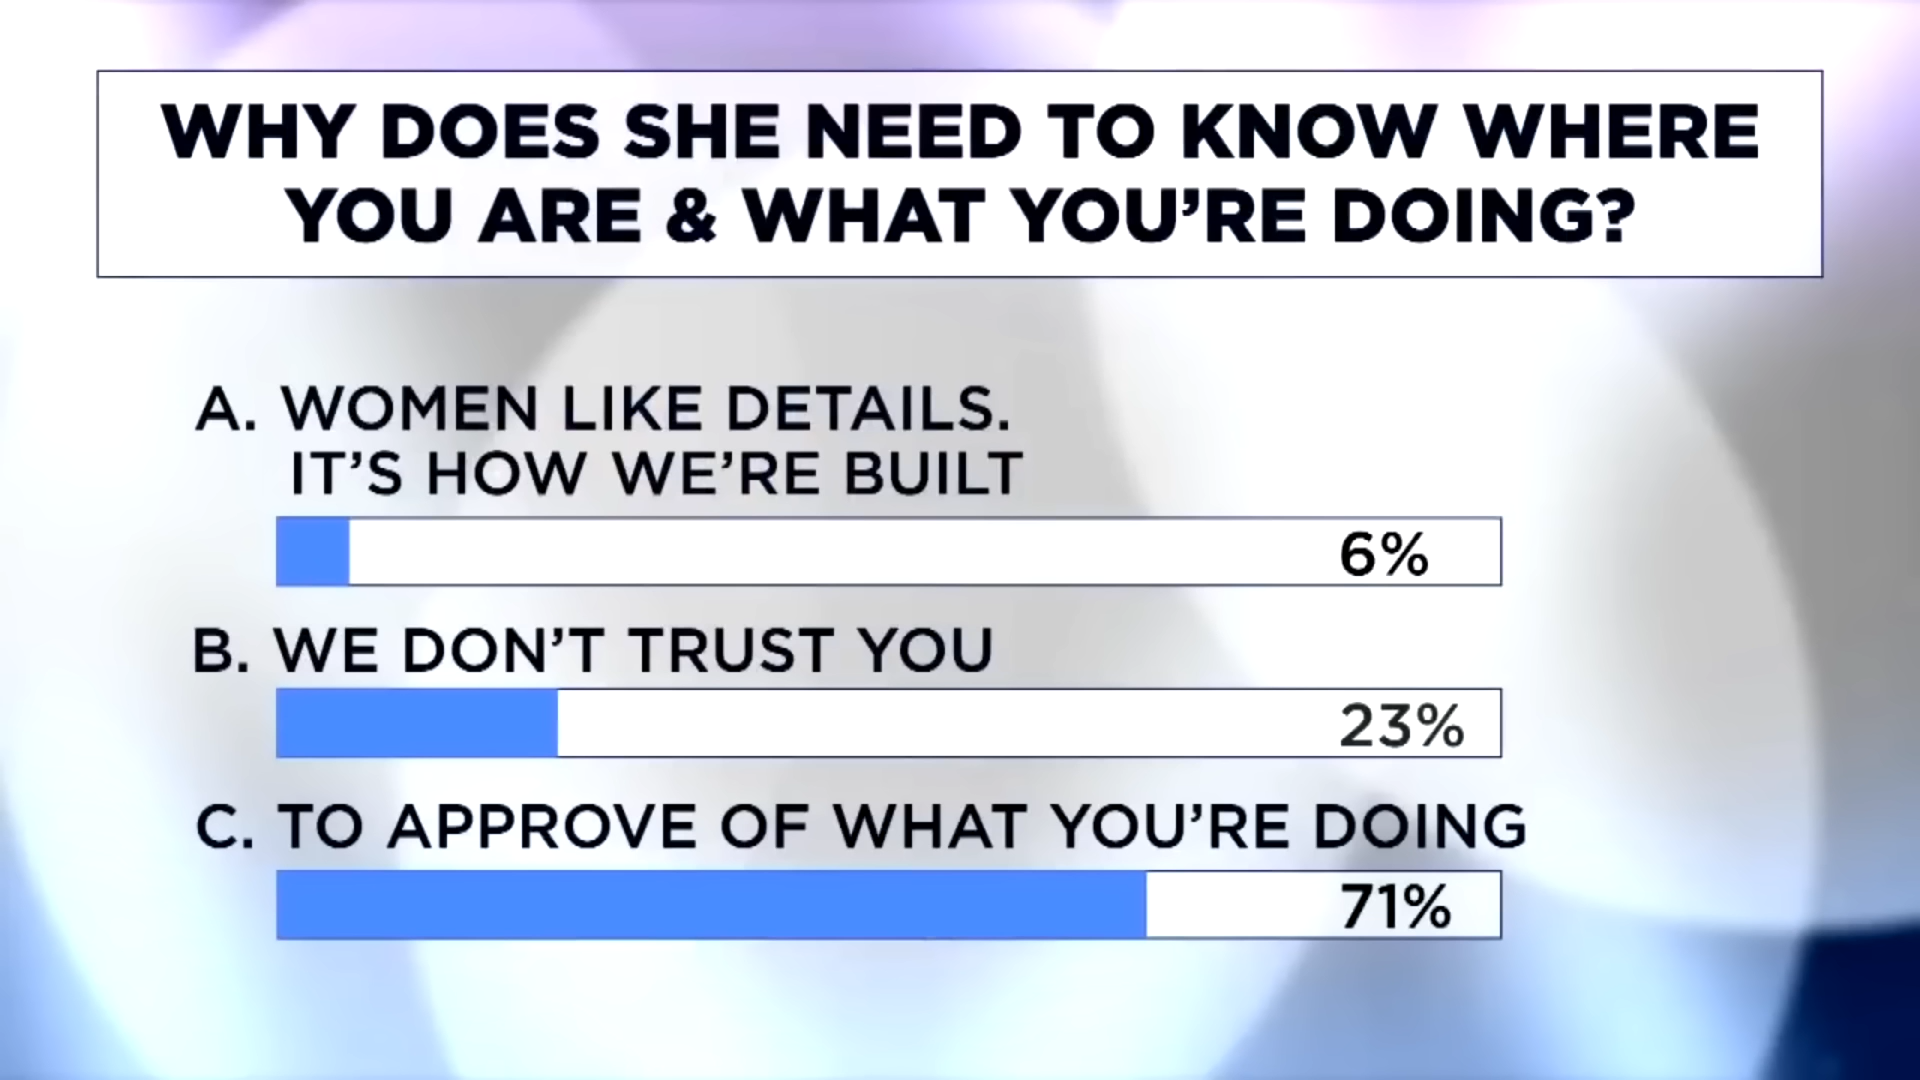 WHY DOES SHE NEED TO KNOW WHERE
YOU ARE & WHAT YOU'RE DOING?
A. WOMEN LIKE DETAILS.
IT'S HOW WE'RE BUILT
6%
B. WE DON'T TRUST YOU
23%
C. TO APPROVE OF WHAT YOU'RE DOING
71%